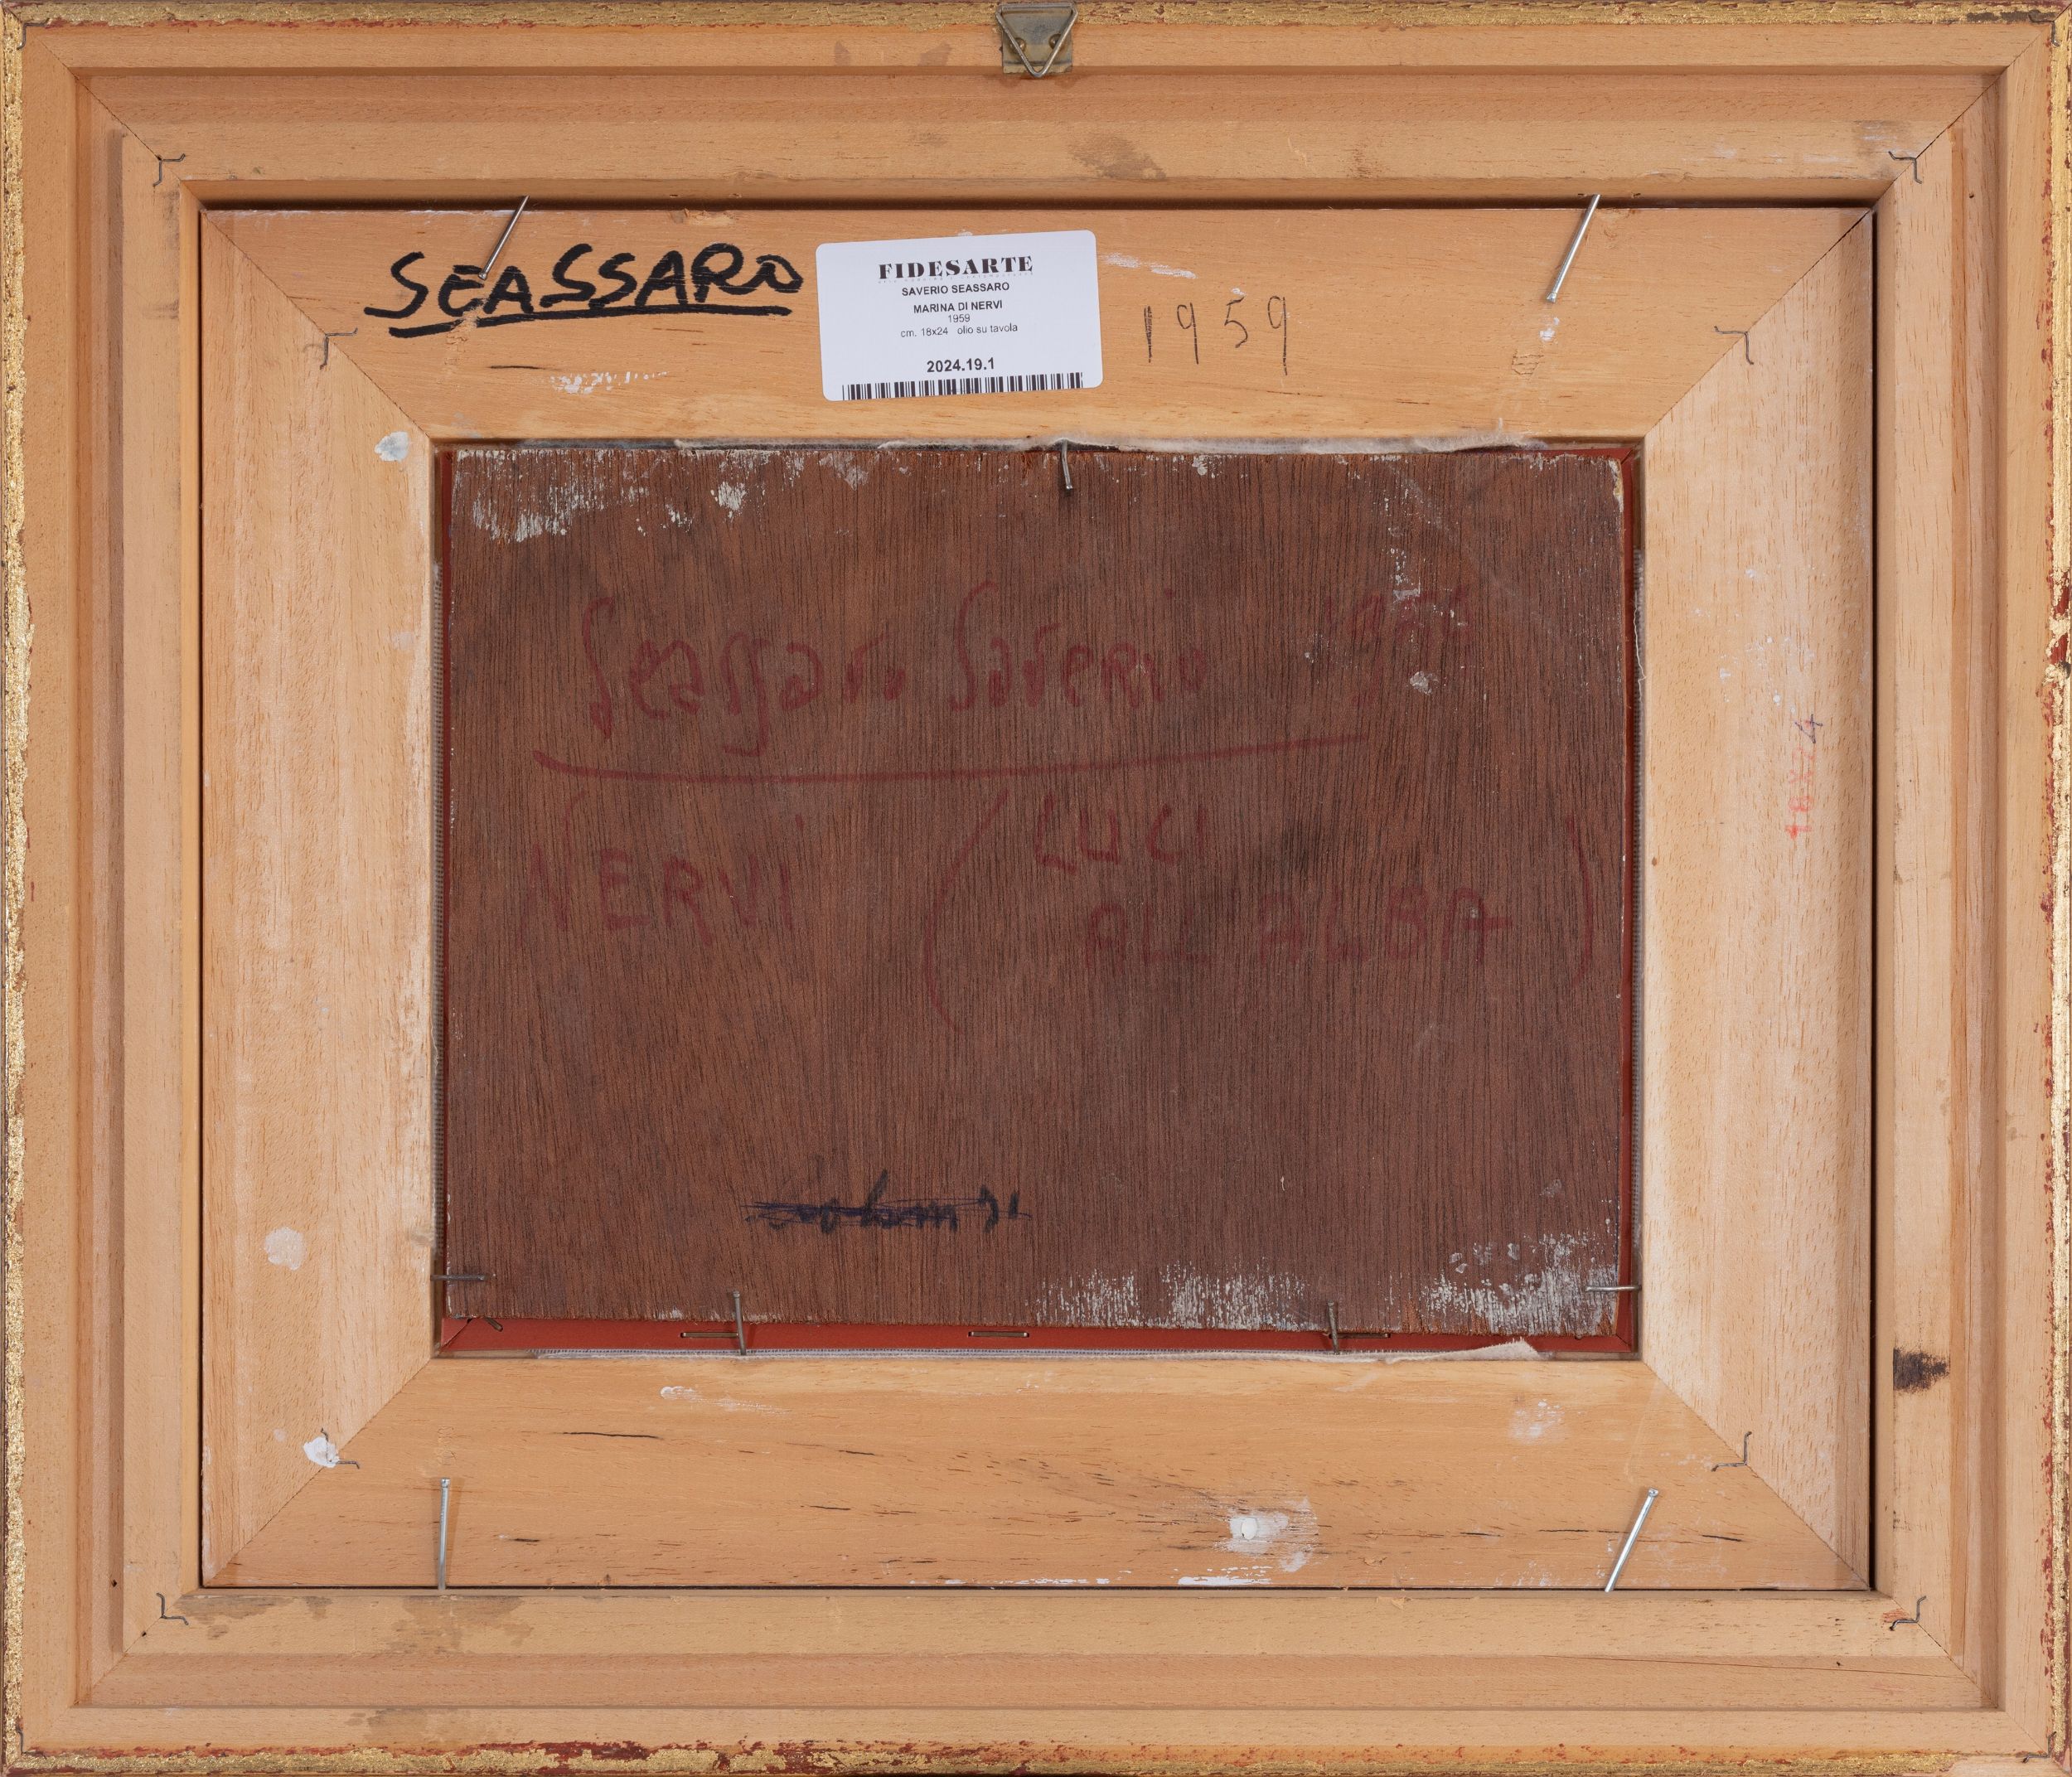 SEASSARO
FIDESARTE
SAVERIO SEASSARO
MARINA DI NERVI
1959
cm. 18x24 olio su tavola
2024.19.1
1959
Seassaro Saverio
NERVI (LUCI
ALL ALBA)
18x24